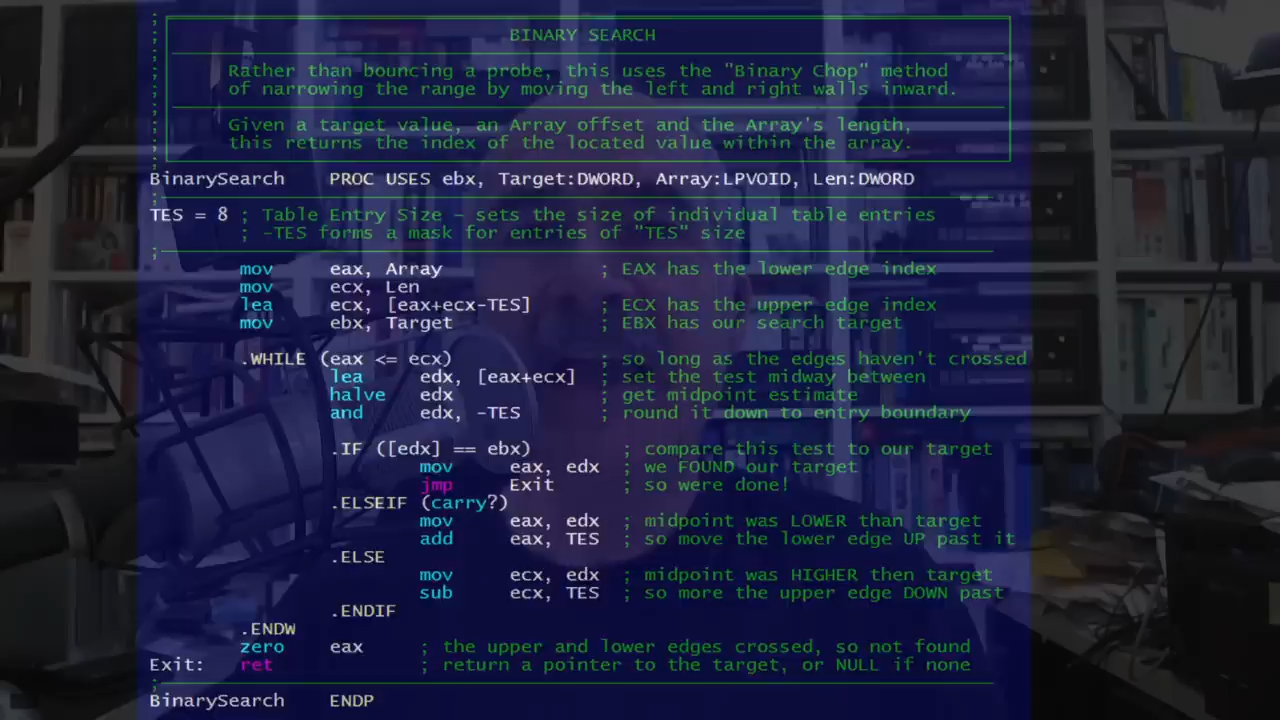 ;
BINARY SEARCH
;
Rather than bouncing a probe, this uses the "Binary Chop" method
of narrowing the range by moving the left and right walls inward.
;
Given a target value, an Array offset and the Array's length,
this returns the index of the located value within the array.
;
BinarySearch PROC USES ebx, Target:DWORD, Array:LPVOID, Len:DWORD
TES = 8 ; Table Entry Size – sets the size of individual table entries
; -TES forms a mask for entries of "TES" size
;
mov eax, Array ; EAX has the lower edge index
mov ecx, Len
lea ecx, [eax+ecx-TES] ; ECX has the upper edge index
mov ebx, Target ; EBX has our search target
.WHILE (eax <= ecx) ; so long as the edges haven't crossed
lea edx, [eax+ecx] ; set the test midway between
halve edx ; get midpoint estimate
and edx, -TES ; round it down to entry boundary
.IF ([edx] == ebx) ; compare this test to our target
mov eax, edx ; we FOUND our target
jmp Exit ; so were done!
.ELSEIF (carry?)
mov eax, edx ; midpoint was LOWER than target
add eax, TES ; so move the lower edge UP past it
.ELSE
mov ecx, edx ; midpoint was HIGHER then target
sub ecx, TES ; so more the upper edge DOWN past
.ENDIF
.ENDW
zero eax ; the upper and lower edges crossed, so not found
Exit: ret ; return a pointer to the target, or NULL if none
;
BinarySearch ENDP